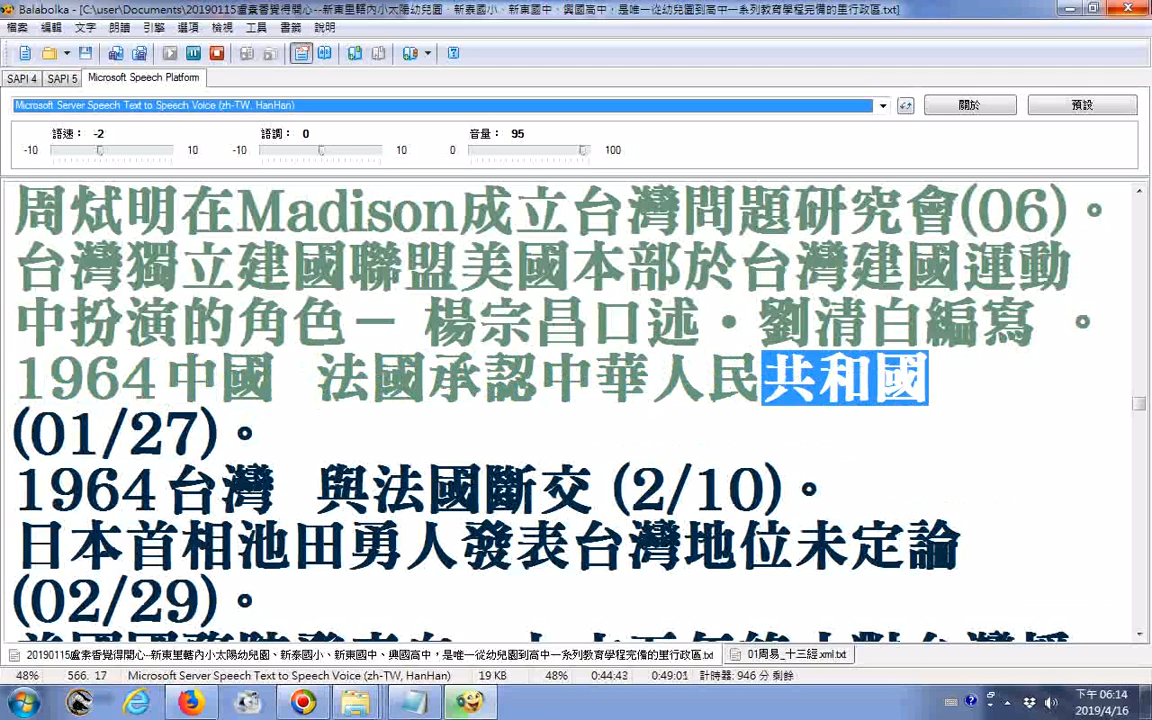 Balabolka - [C:\user\Documents\20190115盧素香覺得開心--新東里轄內小太陽幼兒園、新泰國小、新東國中、興國高中，是唯一從幼兒園到高中一系列教育學程完備的里行政區.txt]
檔案 編輯 文字 朗讀 引擎 選項 檢視 工具 書籤 說明
SAPI 4 SAPI 5 Microsoft Speech Platform
Microsoft Server Speech Text to Speech Voice (zh-TW, HanHan) 關於 預設
語速： -2 語調： 0 音量： 95
-10 10 -10 10 0 100
周烒明在Madison成立台灣問題研究會(06)。
台灣獨立建國聯盟美國本部於台灣建國運動
中扮演的角色－ 楊宗昌口述‧劉清白編寫 。
1964中國 法國承認中華人民共和國
(01/27)。
1964台灣 與法國斷交 (2/10)。
日本首相池田勇人發表台灣地位未定論
(02/29)。
20190115盧素香覺得開心--新東里轄內小太陽幼兒園、新泰國小、新東國中、興國高中，是唯一從幼兒園到高中一系列教育學程完備的里行政區.txt 01周易_十三經.xml.txt
48% 566. 17 Microsoft Server Speech Text to Speech Voice (zh-TW, HanHan) 19 KB 48% 0:44:43 0:49:01 計時器: 946 分 剩餘
下午 06:14
2019/4/16